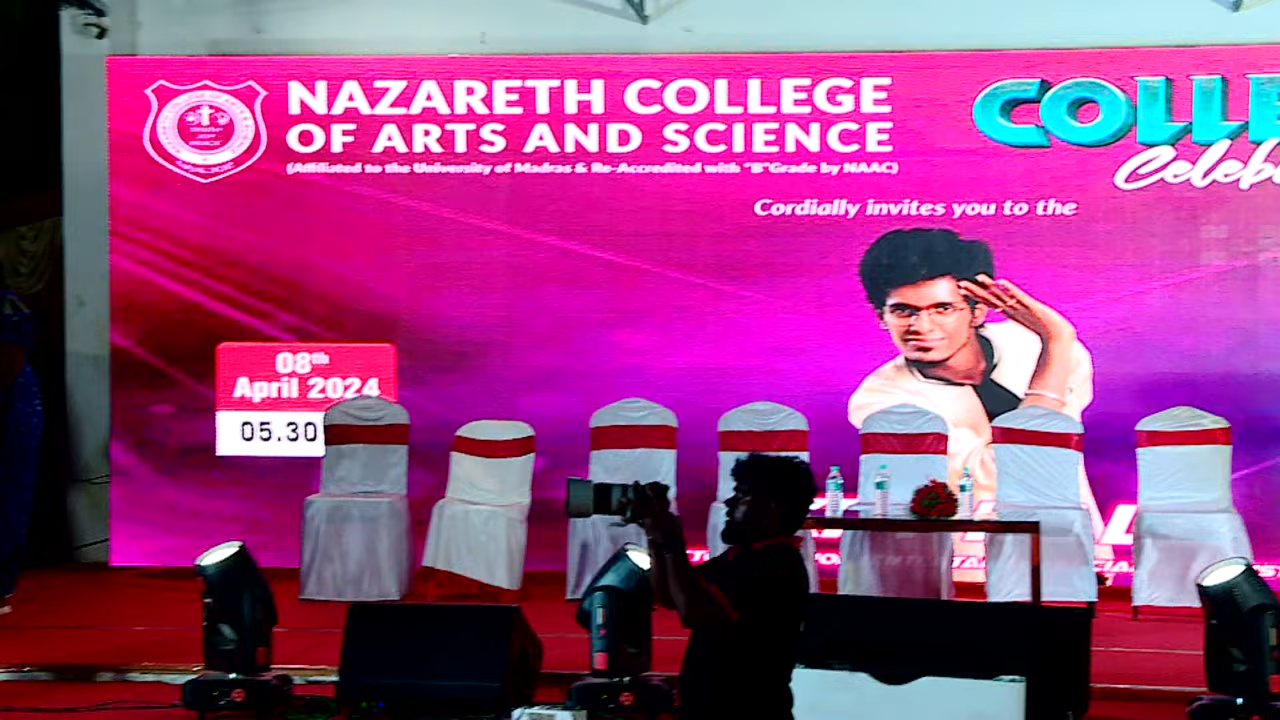 NAZARETH COLLEGE
OF ARTS AND SCIENCE
(Affiliated to the University of Madras & Re-Accredited with "B"Grade by NAAC)
COLLE
Celeb
Cordially invites you to the
08th
April 2024
05.30